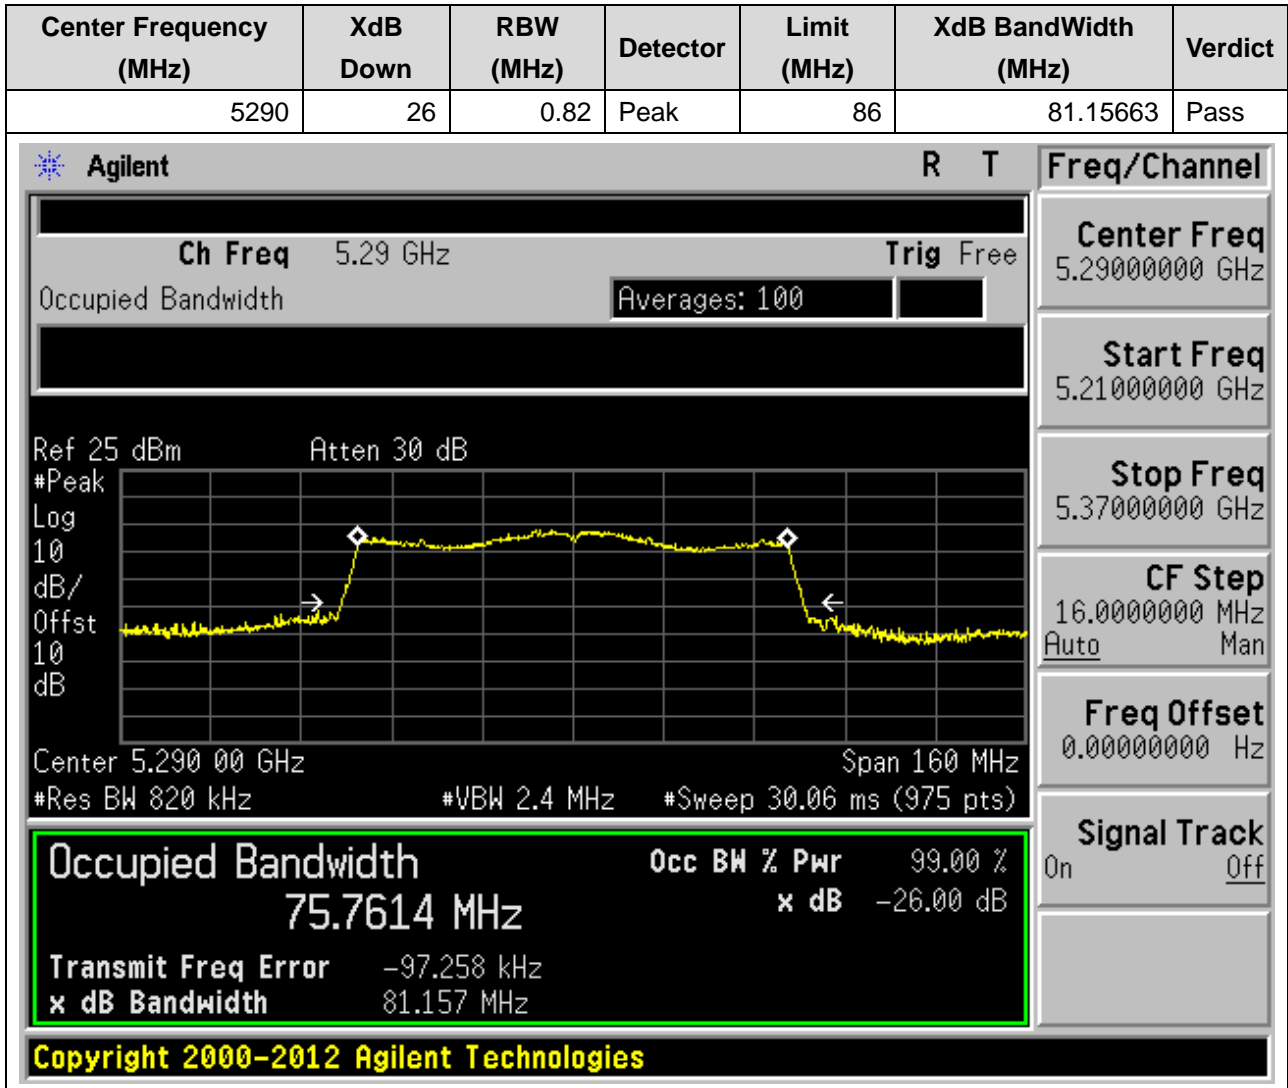 Center Frequency (MHz) XdB Down RBW (MHz) Detector Limit (MHz) XdB BandWidth (MHz) Verdict
5290 26 0.82 Peak 86 81.15663 Pass
Agilent R T Freq/Channel
Ch Freq 5.29 GHz Trig Free
Occupied Bandwidth Averages: 100
Center Freq
5.29000000 GHz
Start Freq
5.21000000 GHz
Stop Freq
5.37000000 GHz
CF Step
16.0000000 MHz
Auto Man
Freq Offset
0.00000000 Hz
Signal Track
On Off
Ref 25 dBm Atten 30 dB
#Peak
Log
10
dB/
Offst
10
dB
Center 5.290 00 GHz Span 160 MHz
#Res BW 820 kHz #VBW 2.4 MHz #Sweep 30.06 ms (975 pts)
Occupied Bandwidth
75.7614 MHz
Occ BW % Pwr 99.00 %
x dB -26.00 dB
Transmit Freq Error -97.258 kHz
x dB Bandwidth 81.157 MHz
Copyright 2000-2012 Agilent Technologies